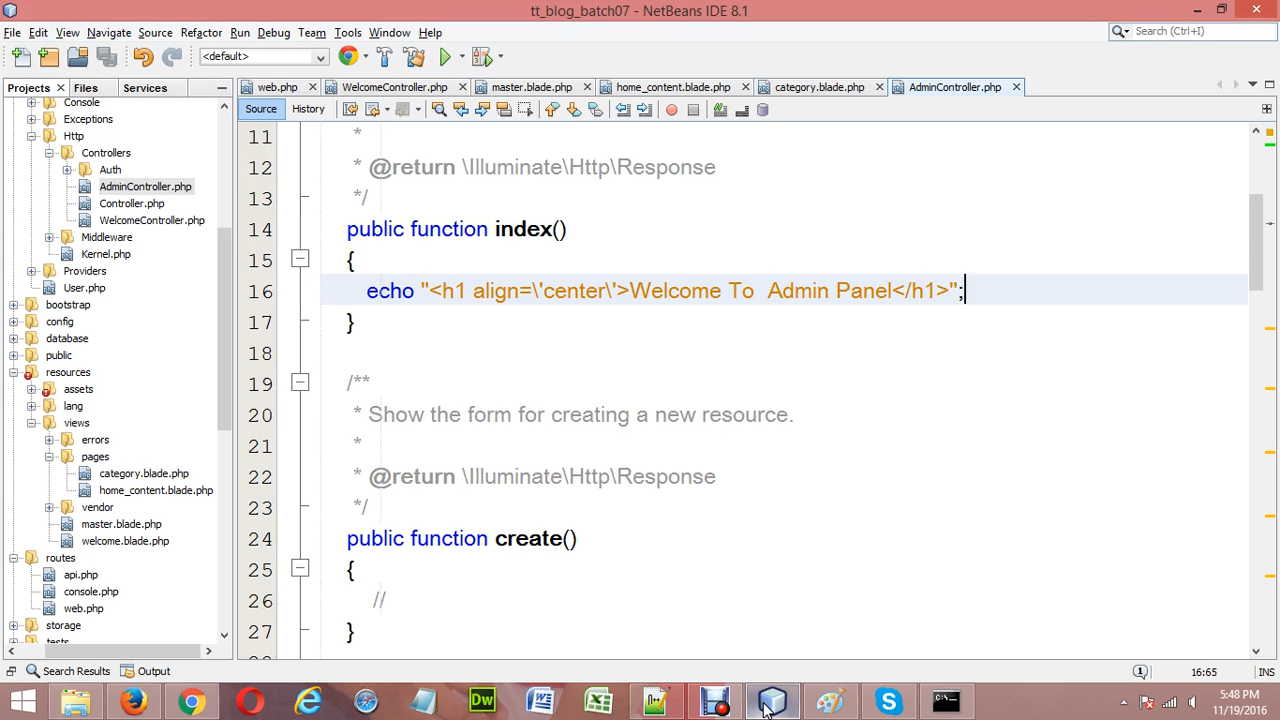 tt_blog_batch07 - NetBeans IDE 8.1
File Edit View Navigate Source Refactor Run Debug Team Tools Window Help
Search (Ctrl+I)
<default>
Projects Files Services
web.php WelcomeController.php master.blade.php home_content.blade.php category.blade.php AdminController.php
Source History
Console
Exceptions
Http
Controllers
Auth
AdminController.php
Controller.php
WelcomeController.php
Middleware
Kernel.php
Providers
User.php
bootstrap
config
database
public
resources
assets
lang
views
errors
pages
category.blade.php
home_content.blade.php
vendor
master.blade.php
welcome.blade.php
routes
api.php
console.php
web.php
storage
tests
11 *
12 * @return \Illuminate\Http\Response
13 */
14 public function index()
15 {
16 echo "<h1 align=\'center\'>Welcome To  Admin Panel</h1>";
17 }
18
19 /**
20 * Show the form for creating a new resource.
21 *
22 * @return \Illuminate\Http\Response
23 */
24 public function create()
25 {
26 //
27 }
Search Results Output
16:65 INS
5:48 PM
11/19/2016